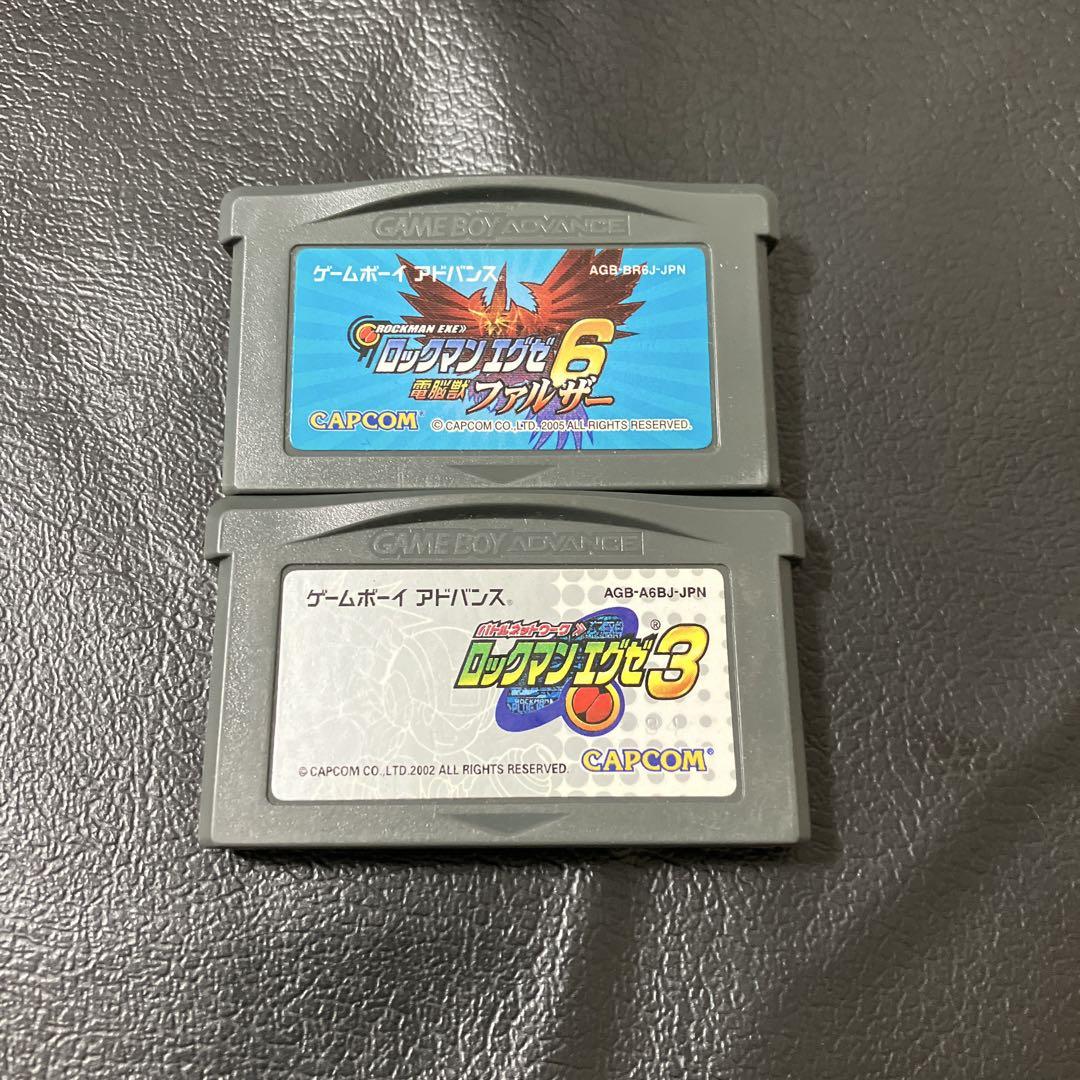 GAME BOY ADVANCE
ゲームボーイ アドバンス® AGB-BR6J-JPN
ROCKMAN EXE»
ロックマン エグゼ6
電脳獣 ファルザー
CAPCOM® © CAPCOM CO.,LTD. 2005 ALL RIGHTS RESERVED.
GAME BOY ADVANCE
ゲームボーイ アドバンス® AGB-A6BJ-JPN
バトルネットワーク»
ロックマン エグゼ3®
© CAPCOM CO.,LTD.2002 ALL RIGHTS RESERVED. CAPCOM®